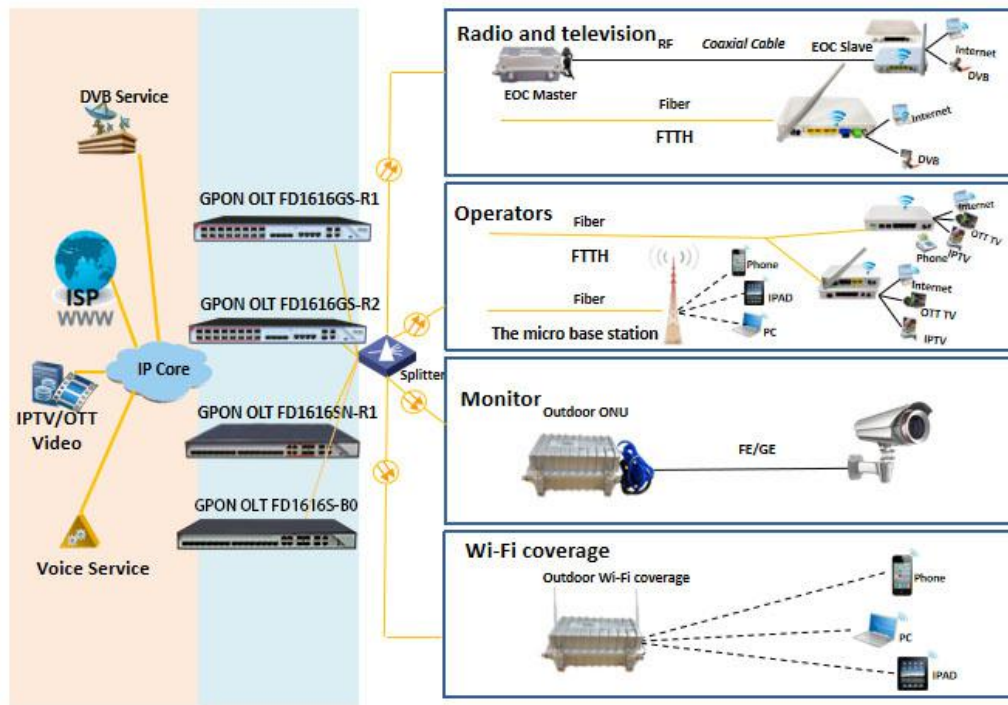 DVB Service
ISP
WWW
IP Core
IPTV/OTT
Video
Voice Service
GPON OLT FD1616GS-R1
GPON OLT FD1616GS-R2
GPON OLT FD1616SN-R1
GPON OLT FD1616S-B0
Splitter
Radio and television
RF
Coaxial Cable
EOC Slave
EOC Master
Internet
DVB
Fiber
FTTH
Internet
DVB
Operators
Fiber
FTTH
Internet
OTT TV
IPTV
Phone
Fiber
The micro base station
Phone
IPAD
PC
Internet
OTT TV
IPTV
Monitor
Outdoor ONU
FE/GE
Wi-Fi coverage
Outdoor Wi-Fi coverage
Phone
PC
IPAD